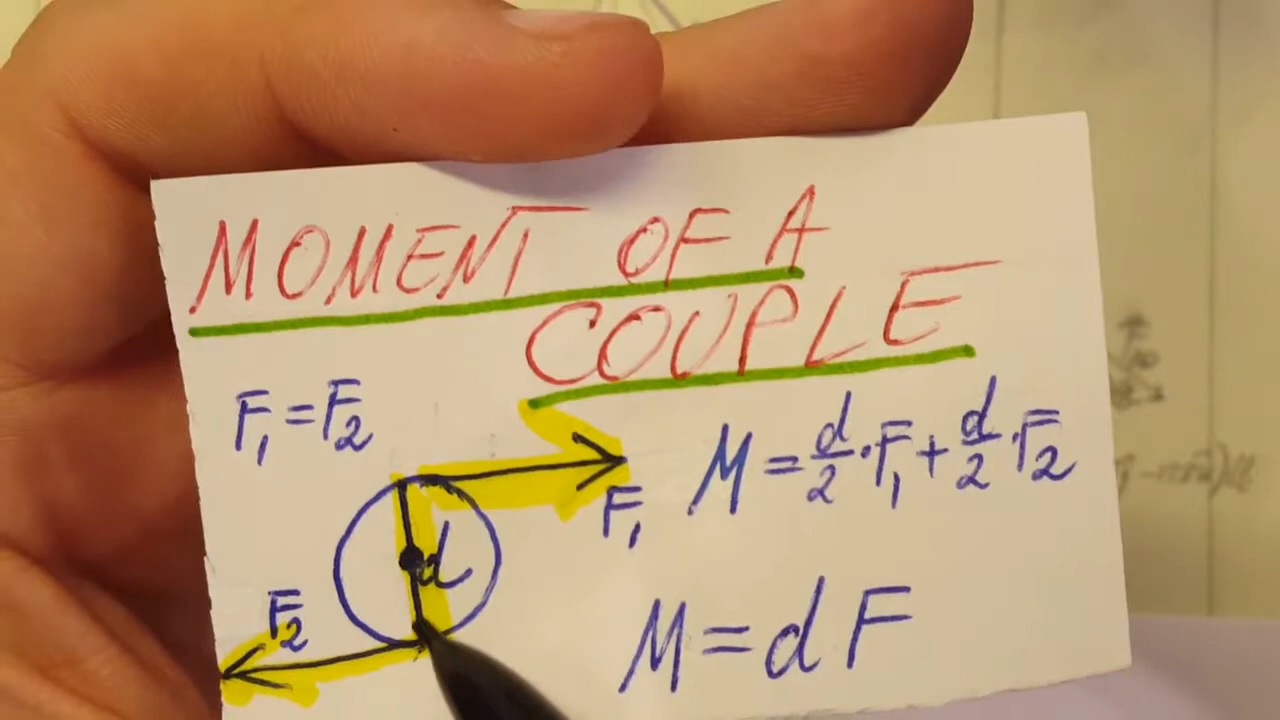 MOMENT OF A
COUPLE
F₁=F₂
M=d/2·F₁+d/2·F₂
F₁
d
F₂
M=dF